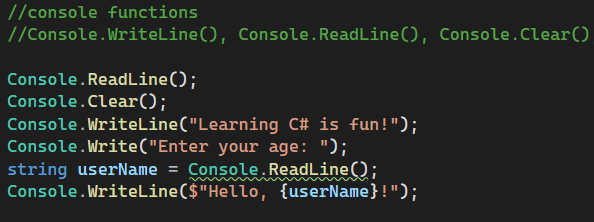 //console functions
//Console.WriteLine(), Console.ReadLine(), Console.Clear()
Console.ReadLine();
Console.Clear();
Console.WriteLine("Learning C# is fun!");
Console.Write("Enter your age: ");
string userName = Console.ReadLine();
Console.WriteLine($"Hello, {userName}!");